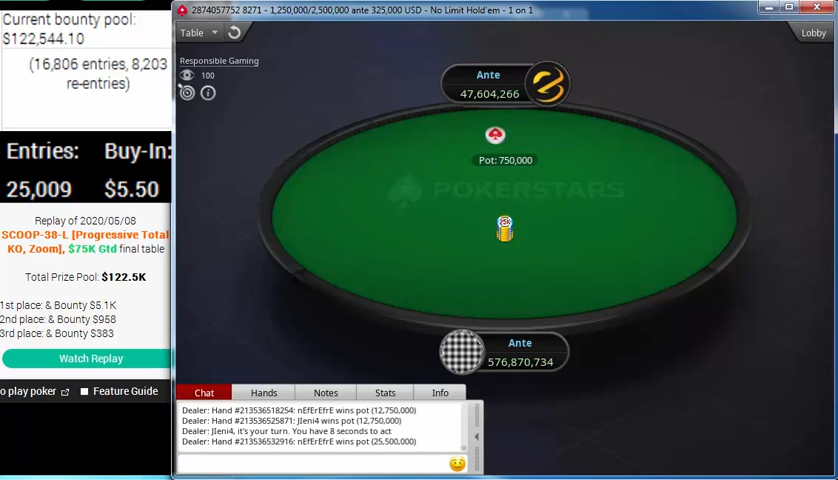 Current bounty pool:
$122,544.10
(16,806 entries, 8,203
re-entries)
Entries: Buy-In:
25,009 $5.50
Replay of 2020/05/08
SCOOP-38-L [Progressive Total
KO, Zoom], $75K Gtd final table
Total Prize Pool: $122.5K
1st place: & Bounty $5.1K
2nd place: & Bounty $958
3rd place: & Bounty $383
Watch Replay
o play poker Feature Guide
2874057752 8271 - 1,250,000/2,500,000 ante 325,000 USD - No Limit Hold'em - 1 on 1
Table
Lobby
Responsible Gaming
100
Ante
47,604,266
Pot: 750,000
POKERSTARS
25K
Ante
576,870,734
Chat Hands Notes Stats Info
Dealer: Hand #213536518254: nEfErEfrE wins pot (12,750,000)
Dealer: Hand #213536525871: JIeni4 wins pot (12,750,000)
Dealer: JIeni4, it's your turn. You have 8 seconds to act
Dealer: Hand #213536532916: nEfErEfrE wins pot (25,500,000)